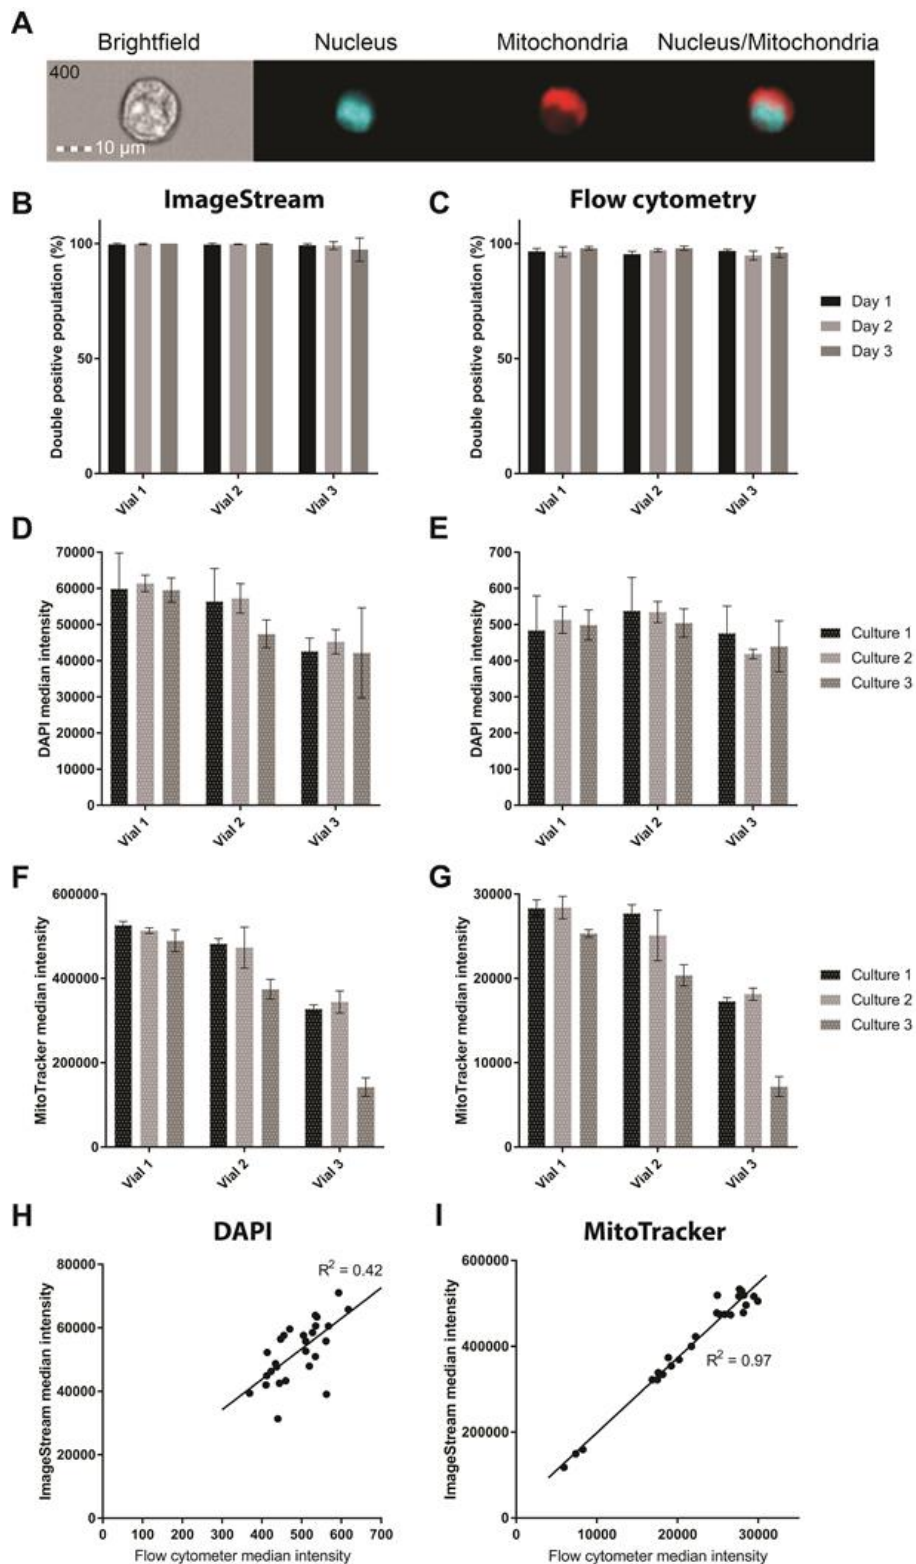 A
Brightfield Nucleus Mitochondria Nucleus/Mitochondria
400
10 µm
B ImageStream
Double positive population (%)
100
50
0
Vial 1 Vial 2 Vial 3
C Flow cytometry
Double positive population (%)
100
50
0
Vial 1 Vial 2 Vial 3
Day 1
Day 2
Day 3
D
DAPI median intensity
70000
60000
50000
40000
30000
20000
10000
0
Vial 1 Vial 2 Vial 3
E
DAPI median intensity
700
600
500
400
300
200
100
0
Vial 1 Vial 2 Vial 3
Culture 1
Culture 2
Culture 3
F
MitoTracker median intensity
600000
400000
200000
0
Vial 1 Vial 2 Vial 3
G
MitoTracker median intensity
30000
20000
10000
0
Vial 1 Vial 2 Vial 3
Culture 1
Culture 2
Culture 3
H DAPI
ImageStream median intensity
80000
60000
40000
20000
0
R² = 0.42
0 100 200 300 400 500 600 700
Flow cytometer median intensity
I MitoTracker
ImageStream median intensity
600000
400000
200000
0
R² = 0.97
0 10000 20000 30000
Flow cytometer median intensity